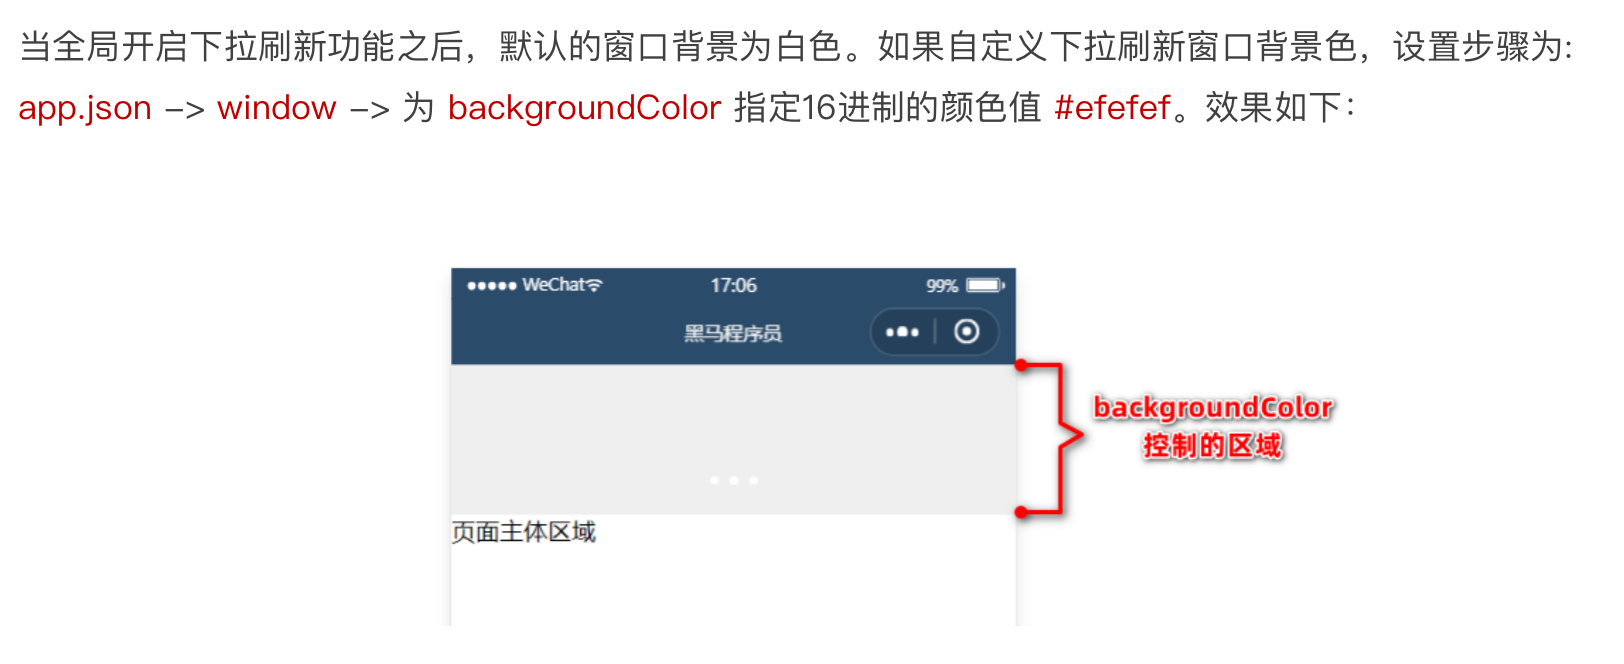 当全局开启下拉刷新功能之后，默认的窗口背景为白色。如果自定义下拉刷新窗口背景色，设置步骤为:
app.json -> window -> 为 backgroundColor 指定16进制的颜色值 #efefef。效果如下：
WeChat 17:06 99%
黑马程序员
backgroundColor
控制的区域
页面主体区域